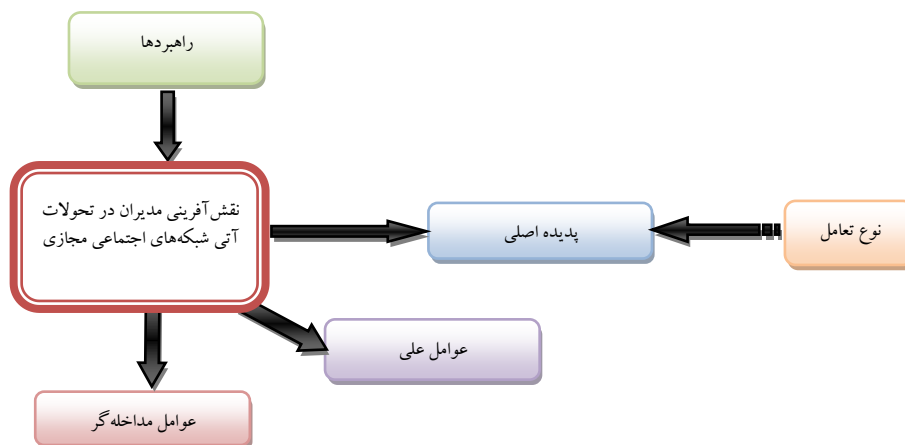 راهبردها
نقش‌آفرینی مدیران در تحولات
آتی شبکه‌های اجتماعی مجازی
پدیده اصلی
نوع تعامل
عوامل علی
عوامل مداخله‌گر